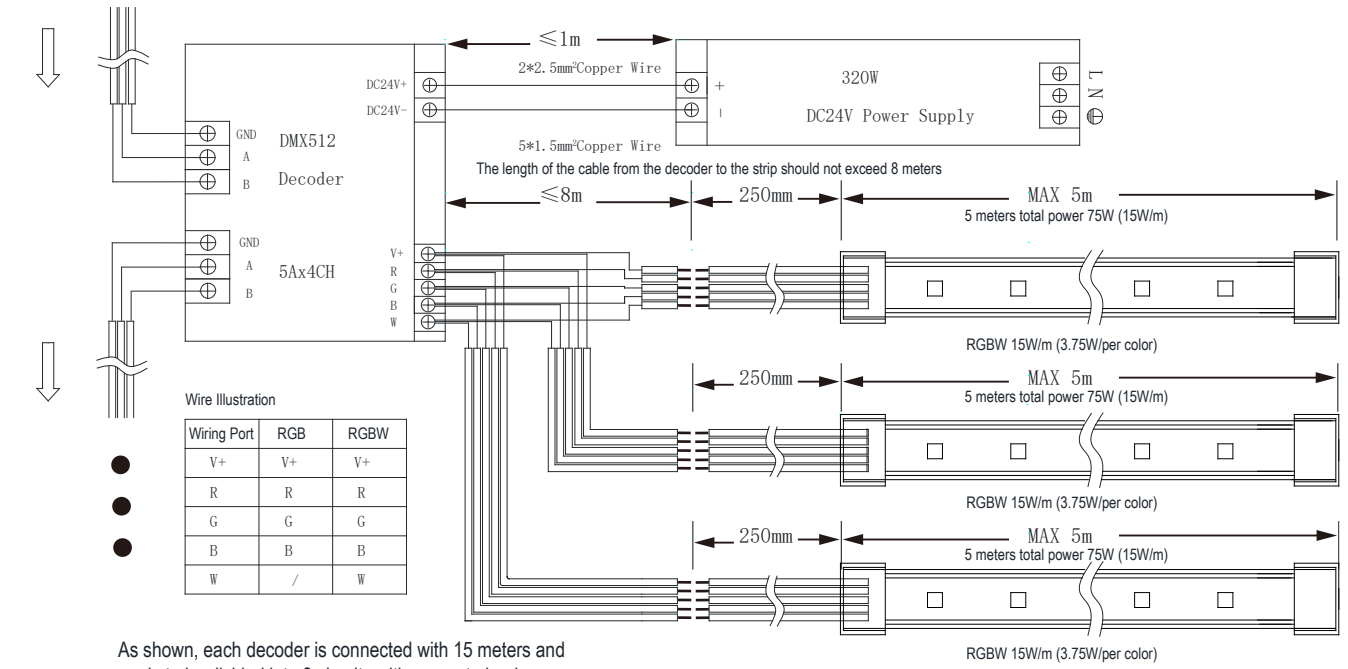 ≤1m
2*2.5mm²Copper Wire
DC24V+
DC24V-
+
-
320W
DC24V Power Supply
L
N
GND
A
B
DMX512
Decoder
5Ax4CH
GND
A
B
5*1.5mm²Copper Wire
The length of the cable from the decoder to the strip should not exceed 8 meters
≤8m
250mm
MAX 5m
5 meters total power 75W (15W/m)
V+
R
G
B
W
RGBW 15W/m (3.75W/per color)
250mm
MAX 5m
5 meters total power 75W (15W/m)
RGBW 15W/m (3.75W/per color)
250mm
MAX 5m
5 meters total power 75W (15W/m)
RGBW 15W/m (3.75W/per color)
Wire Illustration
Wiring Port RGB RGBW
V+ V+ V+
R R R
G G G
B B B
W / W
As shown, each decoder is connected with 15 meters and